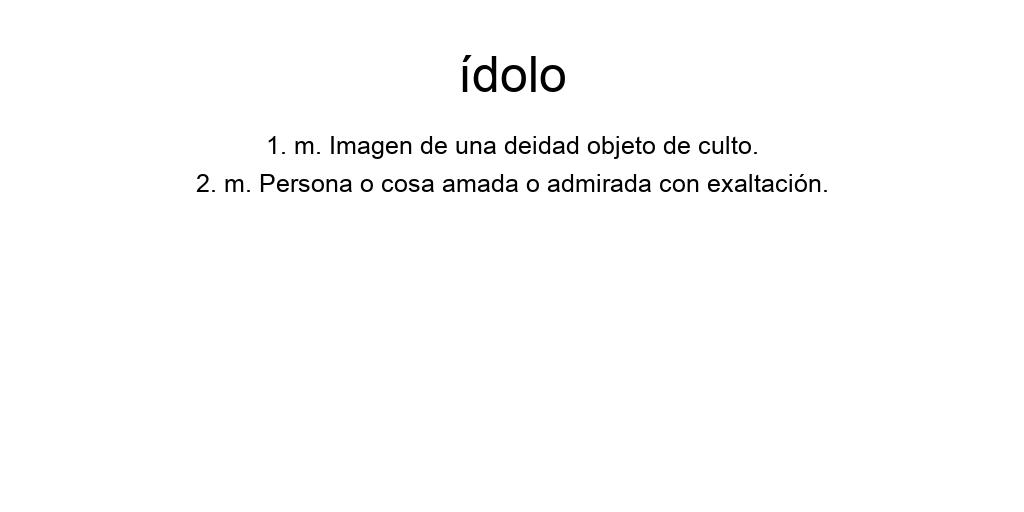 ídolo
1. m. Imagen de una deidad objeto de culto.
2. m. Persona o cosa amada o admirada con exaltación.